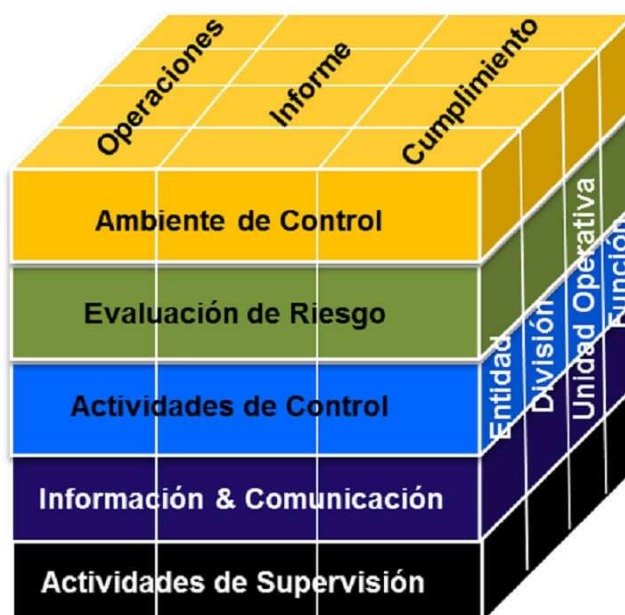 Operaciones
Informe
Cumplimiento
Ambiente de Control
Evaluación de Riesgo
Actividades de Control
Información & Comunicación
Actividades de Supervisión
Entidad
División
Unidad Operativa
Función